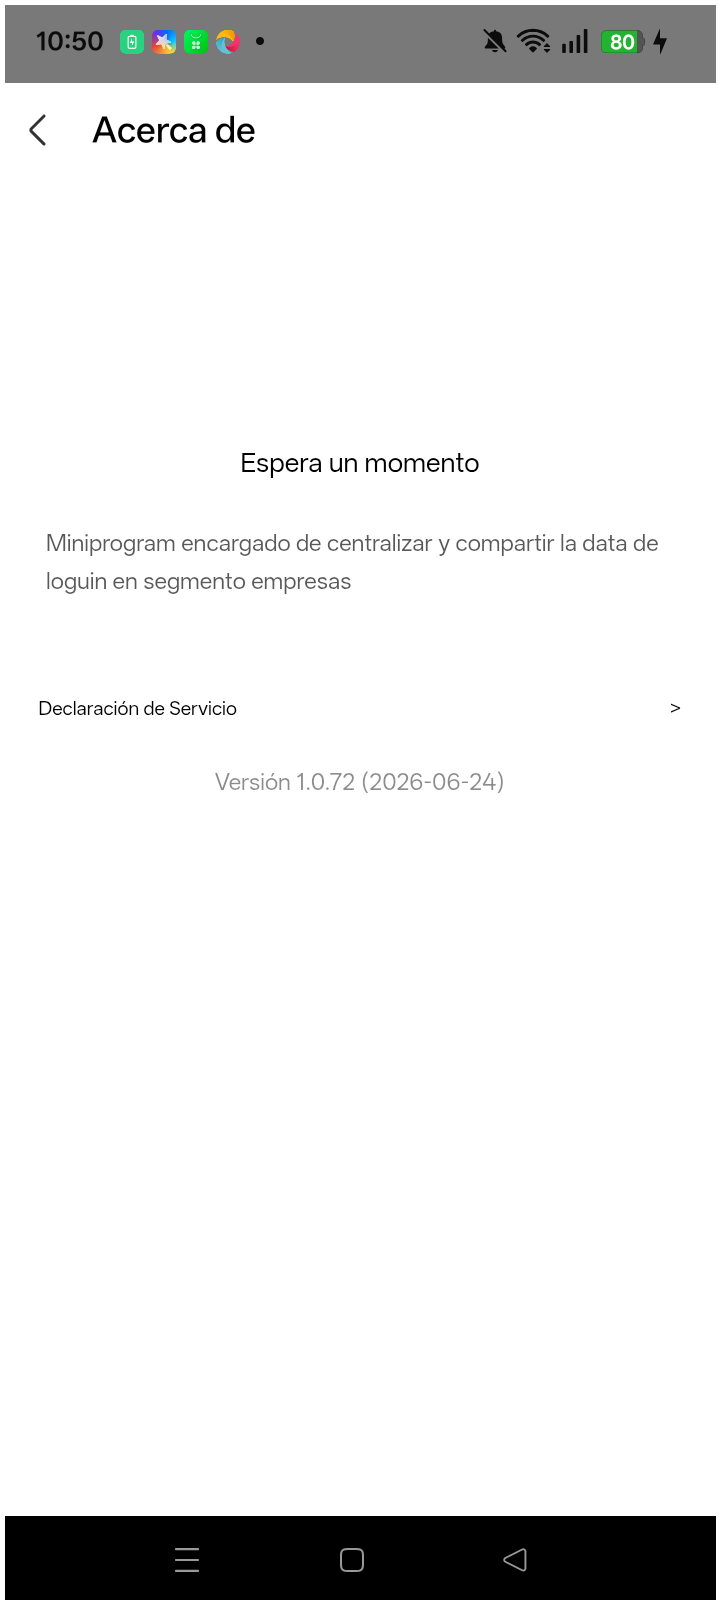 10:50
80
Acerca de
Espera un momento
Miniprogram encargado de centralizar y compartir la data de
loguin en segmento empresas
Declaración de Servicio >
Versión 1.0.72 (2026-06-24)